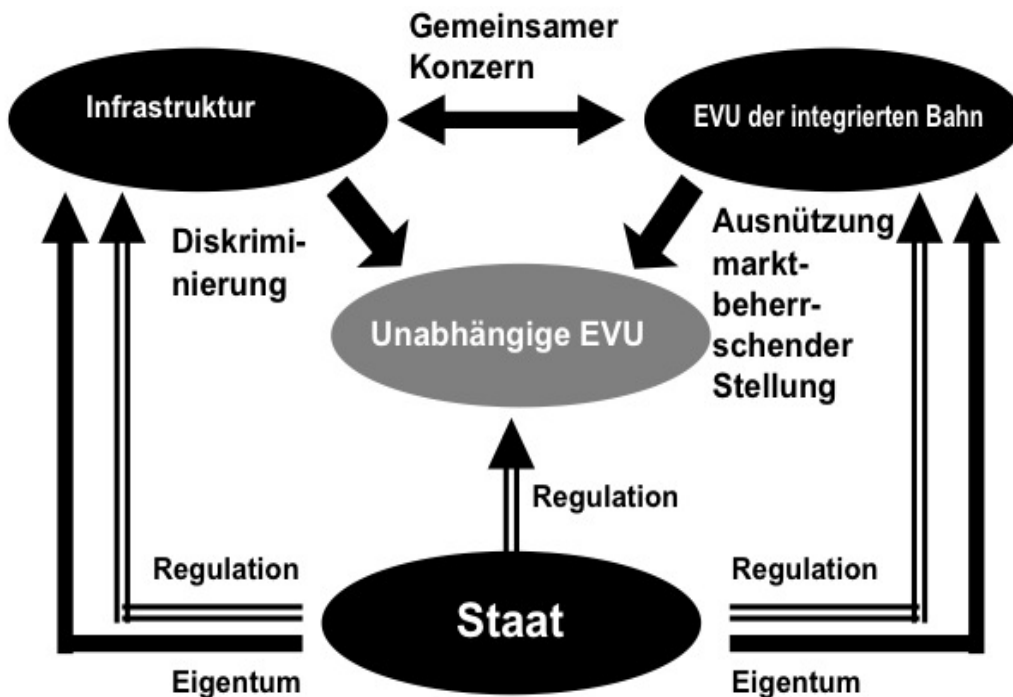 Gemeinsamer
Konzern
Infrastruktur
EVU der integrierten Bahn
Diskrimi-
nierung
Ausnützung
markt-
beherr-
schender
Stellung
Unabhängige EVU
Regulation
Regulation
Regulation
Staat
Eigentum
Eigentum